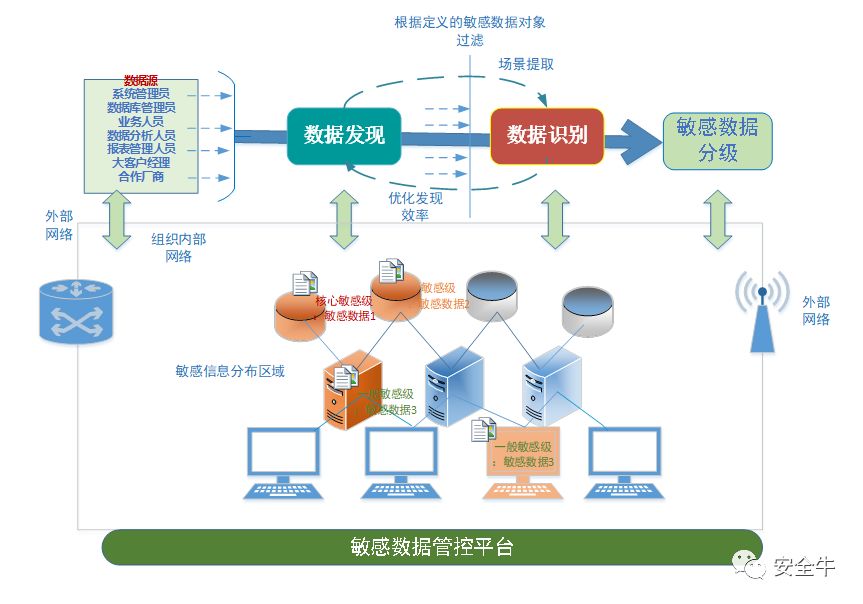 根据定义的敏感数据对象
过滤
场景提取
数据源
系统管理员
数据库管理员
业务人员
数据分析人员
报表管理人员
大客户经理
合作厂商
数据发现
数据识别
敏感数据
分级
优化发现
效率
外部
网络
组织内部
网络
核心敏感级
：敏感数据1
敏感级
：敏感数据2
外部
网络
敏感信息分布区域
一般敏感级
：敏感数据3
一般敏感级
：敏感数据3
敏感数据管控平台
安全牛